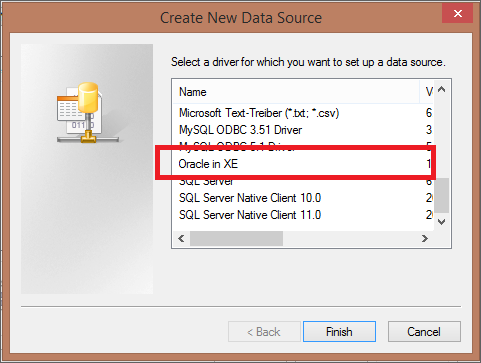 Create New Data Source
Select a driver for which you want to set up a data source.
Name V
Microsoft Text-Treiber (*.txt; *.csv) 6
MySQL ODBC 3.51 Driver 3
MySQL ODBC 5.1 Driver 5
Oracle in XE 1
SQL Server 6
SQL Server Native Client 10.0 20
SQL Server Native Client 11.0 20
< Back Finish Cancel